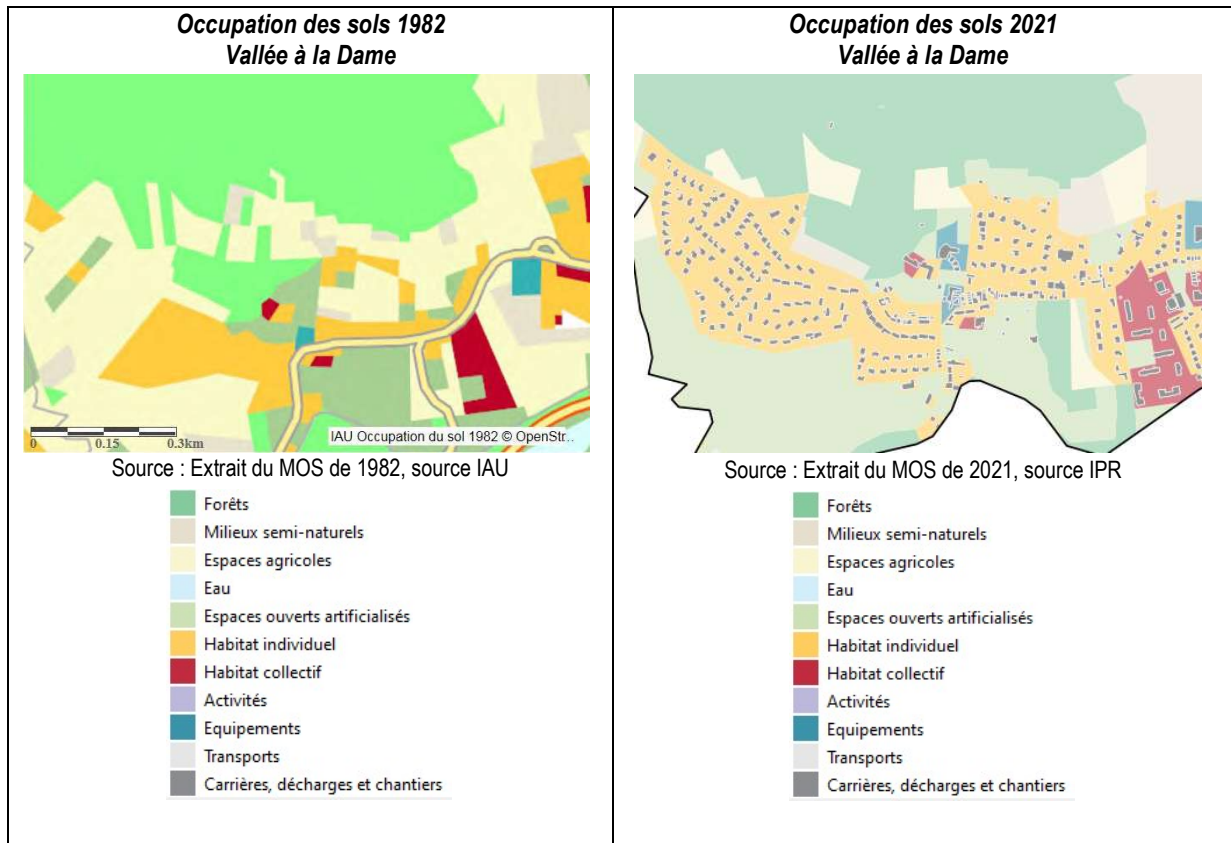 Occupation des sols 1982
Vallée à la Dame
0 0.15 0.3km
IAU Occupation du sol 1982 © OpenStr...
Source : Extrait du MOS de 1982, source IAU
Forêts
Milieux semi-naturels
Espaces agricoles
Eau
Espaces ouverts artificialisés
Habitat individuel
Habitat collectif
Activités
Equipements
Transports
Carrières, décharges et chantiers
Occupation des sols 2021
Vallée à la Dame
Source : Extrait du MOS de 2021, source IPR
Forêts
Milieux semi-naturels
Espaces agricoles
Eau
Espaces ouverts artificialisés
Habitat individuel
Habitat collectif
Activités
Equipements
Transports
Carrières, décharges et chantiers